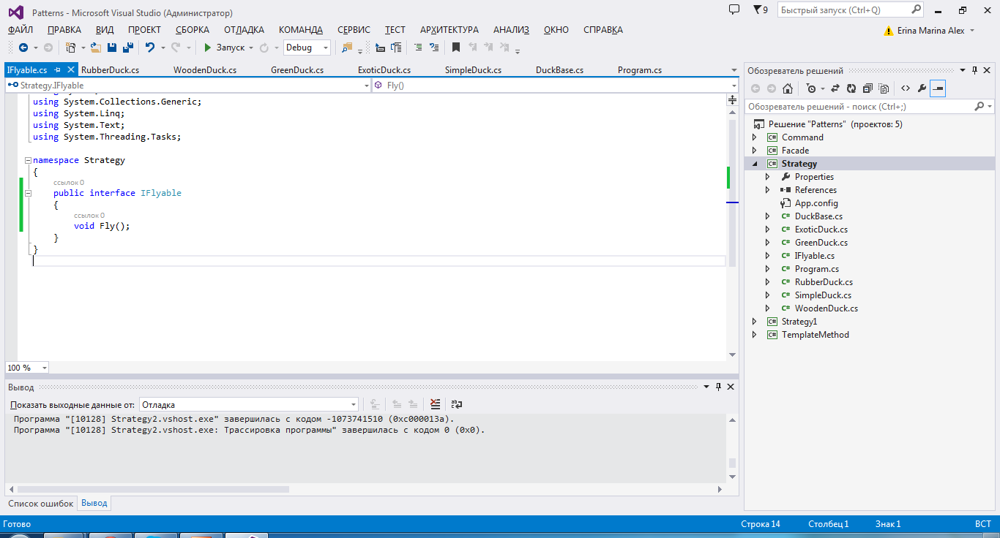 Patterns - Microsoft Visual Studio (Администратор)
9
Быстрый запуск (Ctrl+Q)
ФАЙЛ ПРАВКА ВИД ПРОЕКТ СБОРКА ОТЛАДКА КОМАНДА СЕРВИС ТЕСТ АРХИТЕКТУРА АНАЛИЗ ОКНО СПРАВКА
Erina Marina Alex
Запуск
Debug
IFlyable.cs RubberDuck.cs WoodenDuck.cs GreenDuck.cs ExoticDuck.cs SimpleDuck.cs DuckBase.cs Program.cs
Strategy.IFlyable
Fly()
using System.Collections.Generic;
using System.Linq;
using System.Text;
using System.Threading.Tasks;
namespace Strategy
{
ссылок 0
public interface IFlyable
{
ссылок 0
void Fly();
}
}
100 %
Вывод
Показать выходные данные от: Отладка
Программа "[10128] Strategy2.vshost.exe" завершилась с кодом -1073741510 (0xc000013a).
Программа "[10128] Strategy2.vshost.exe: Трассировка программы" завершилась с кодом 0 (0x0).
Список ошибок Вывод
Обозреватель решений
Обозреватель решений - поиск (Ctrl+;)
Решение "Patterns" (проектов: 5)
C# Command
C# Facade
C# Strategy
Properties
References
App.config
C# DuckBase.cs
C# ExoticDuck.cs
C# GreenDuck.cs
C# IFlyable.cs
C# Program.cs
C# RubberDuck.cs
C# SimpleDuck.cs
C# WoodenDuck.cs
C# Strategy1
C# TemplateMethod
Готово
Строка 14 Столбец 1 Знак 1 ВСТ